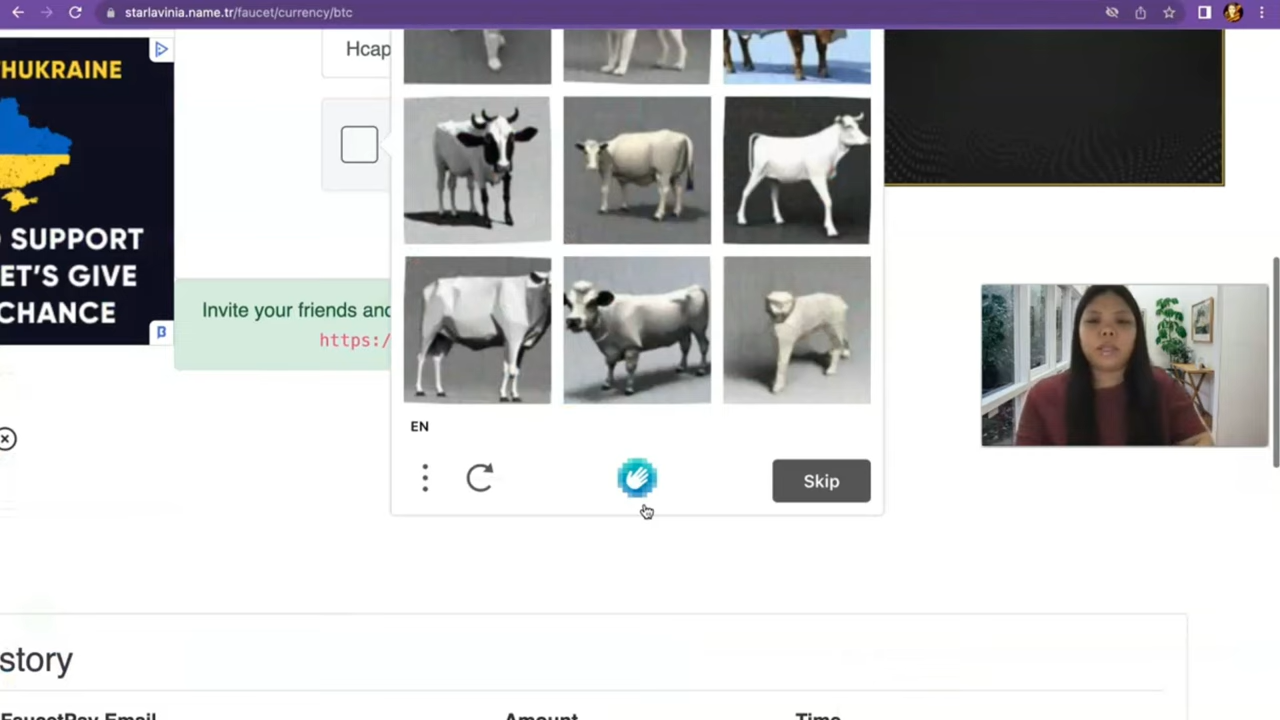 starlavinia.name.tr/faucet/currency/btc
HUKRAINE
SUPPORT
ET'S GIVE
CHANCE
Hcap
Invite your friends and
https:/
EN
Skip
story
FaucetPay Email
Amount
Time